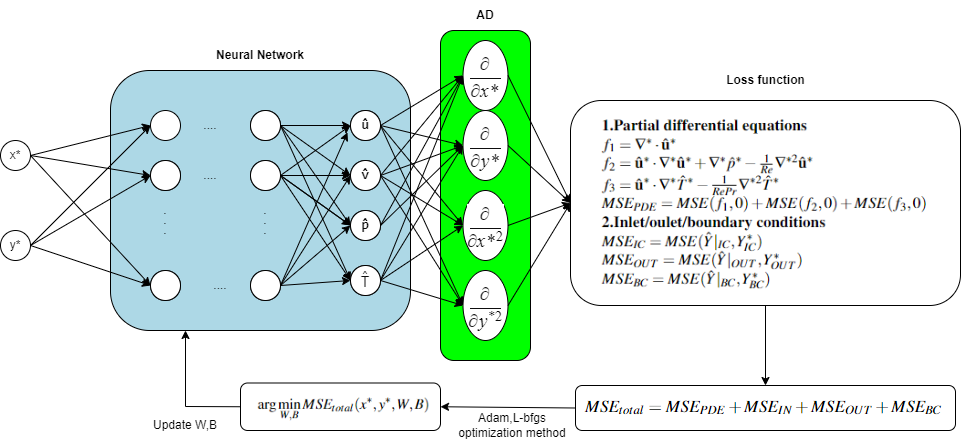 AD
Neural Network
Loss function
x*
y*
....
....
....
....
....
û
v̂
p̂
T̂
∂/∂x*
∂/∂y*
∂/∂x*²
∂/∂y*²
1.Partial differential equations
f₁ = ∇* · û*
f₂ = û* · ∇*û* + ∇*p̂* − 1/Re ∇*²û*
f₃ = û* · ∇*T̂* − 1/RePr ∇*²T̂*
MSE_PDE = MSE(f₁,0) + MSE(f₂,0) + MSE(f₃,0)
2.Inlet/oulet/boundary conditions
MSE_IC = MSE(Ŷ|_IC, Y*_IC)
MSE_OUT = MSE(Ŷ|_OUT, Y*_OUT)
MSE_BC = MSE(Ŷ|_BC, Y*_BC)
MSE_total = MSE_PDE + MSE_IN + MSE_OUT + MSE_BC
Adam,L-bfgs
optimization method
arg min_{W,B} MSE_total(x*, y*, W, B)
Update W,B